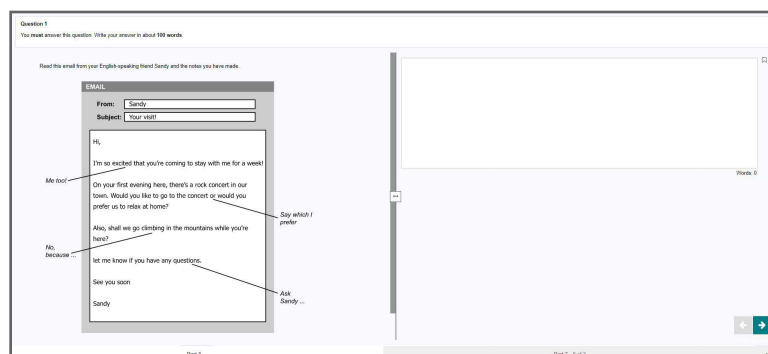 Question 1
You must answer this question. Write your answer in about 100 words.
Read this email from your English-speaking friend Sandy and the notes you have made.
EMAIL
From: Sandy
Subject: Your visit!
Hi,
I'm so excited that you're coming to stay with me for a week!
Me too!
On your first evening here, there's a rock concert in our
town. Would you like to go to the concert or would you
prefer us to relax at home?
Say which I
prefer
Also, shall we go climbing in the mountains while you're
here?
No,
because ...
let me know if you have any questions.
See you soon
Ask
Sandy ...
Sandy
Words: 0